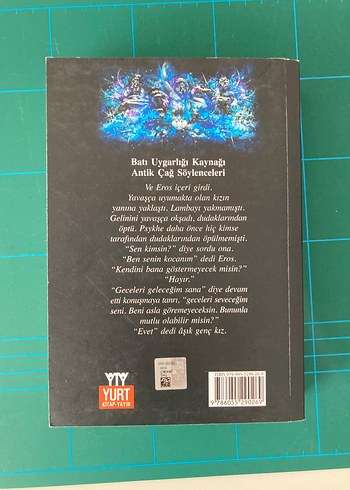 Batı Uygarlığı Kaynağı
Antik Çağ Söylenceleri
Ve Eros içeri girdi.
Yavaşça uyumakta olan kızın
yanına yaklaştı, Lambayı yakmamıştı.
Gelinini yavaşça okşadı, dudaklarından
öptü. Psykhe daha önce hiç kimse
tarafından dudaklarından öpülmemişti.
"Sen kimsin?" diye sordu ona.
"Ben senin kocanım" dedi Eros.
"Kendini bana göstermeyecek misin?"
"Hayır."
"Geceleri geleceğim sana" diye devam
etti konuşmaya tanrı, "geceleri seveceğim
seni. Beni asla göremeyeceksin. Bununla
mutlu olabilir misin?"
"Evet" dedi âşık genç kız.
YTY
YURT
KİTAP-YAYIN
9 786055 290269